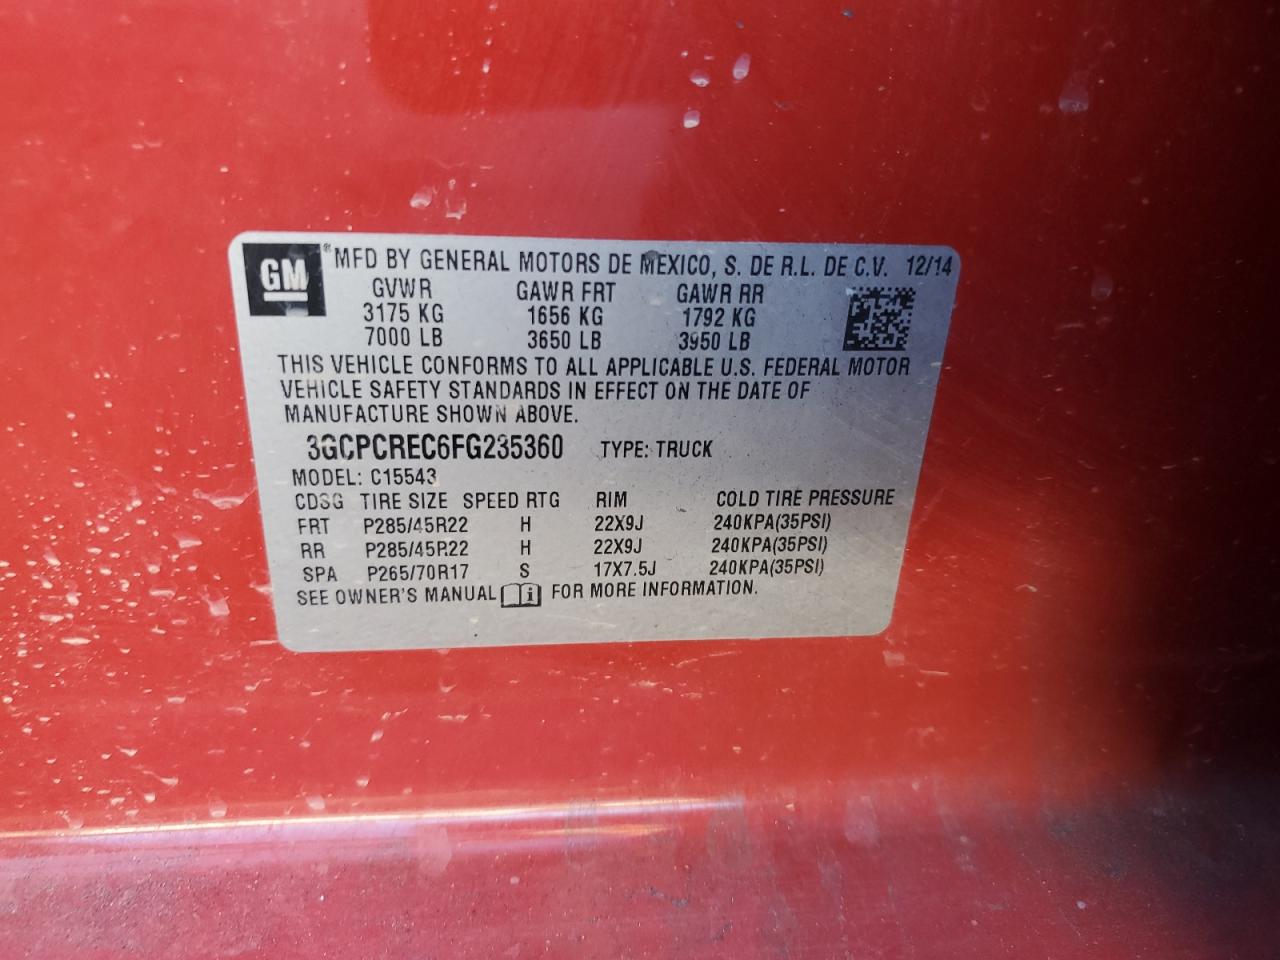 GM ® MFD BY GENERAL MOTORS DE MEXICO, S. DE R.L. DE C.V. 12/14
GVWR GAWR FRT GAWR RR
3175 KG 1656 KG 1792 KG
7000 LB 3650 LB 3950 LB
THIS VEHICLE CONFORMS TO ALL APPLICABLE U.S. FEDERAL MOTOR
VEHICLE SAFETY STANDARDS IN EFFECT ON THE DATE OF
MANUFACTURE SHOWN ABOVE.
3GCPCREC6FG235360 TYPE: TRUCK
MODEL: C15543
CDSG TIRE SIZE SPEED RTG RIM COLD TIRE PRESSURE
FRT P285/45R22 H 22X9J 240KPA(35PSI)
RR P285/45R22 H 22X9J 240KPA(35PSI)
SPA P265/70R17 S 17X7.5J 240KPA(35PSI)
SEE OWNER'S MANUAL i FOR MORE INFORMATION.